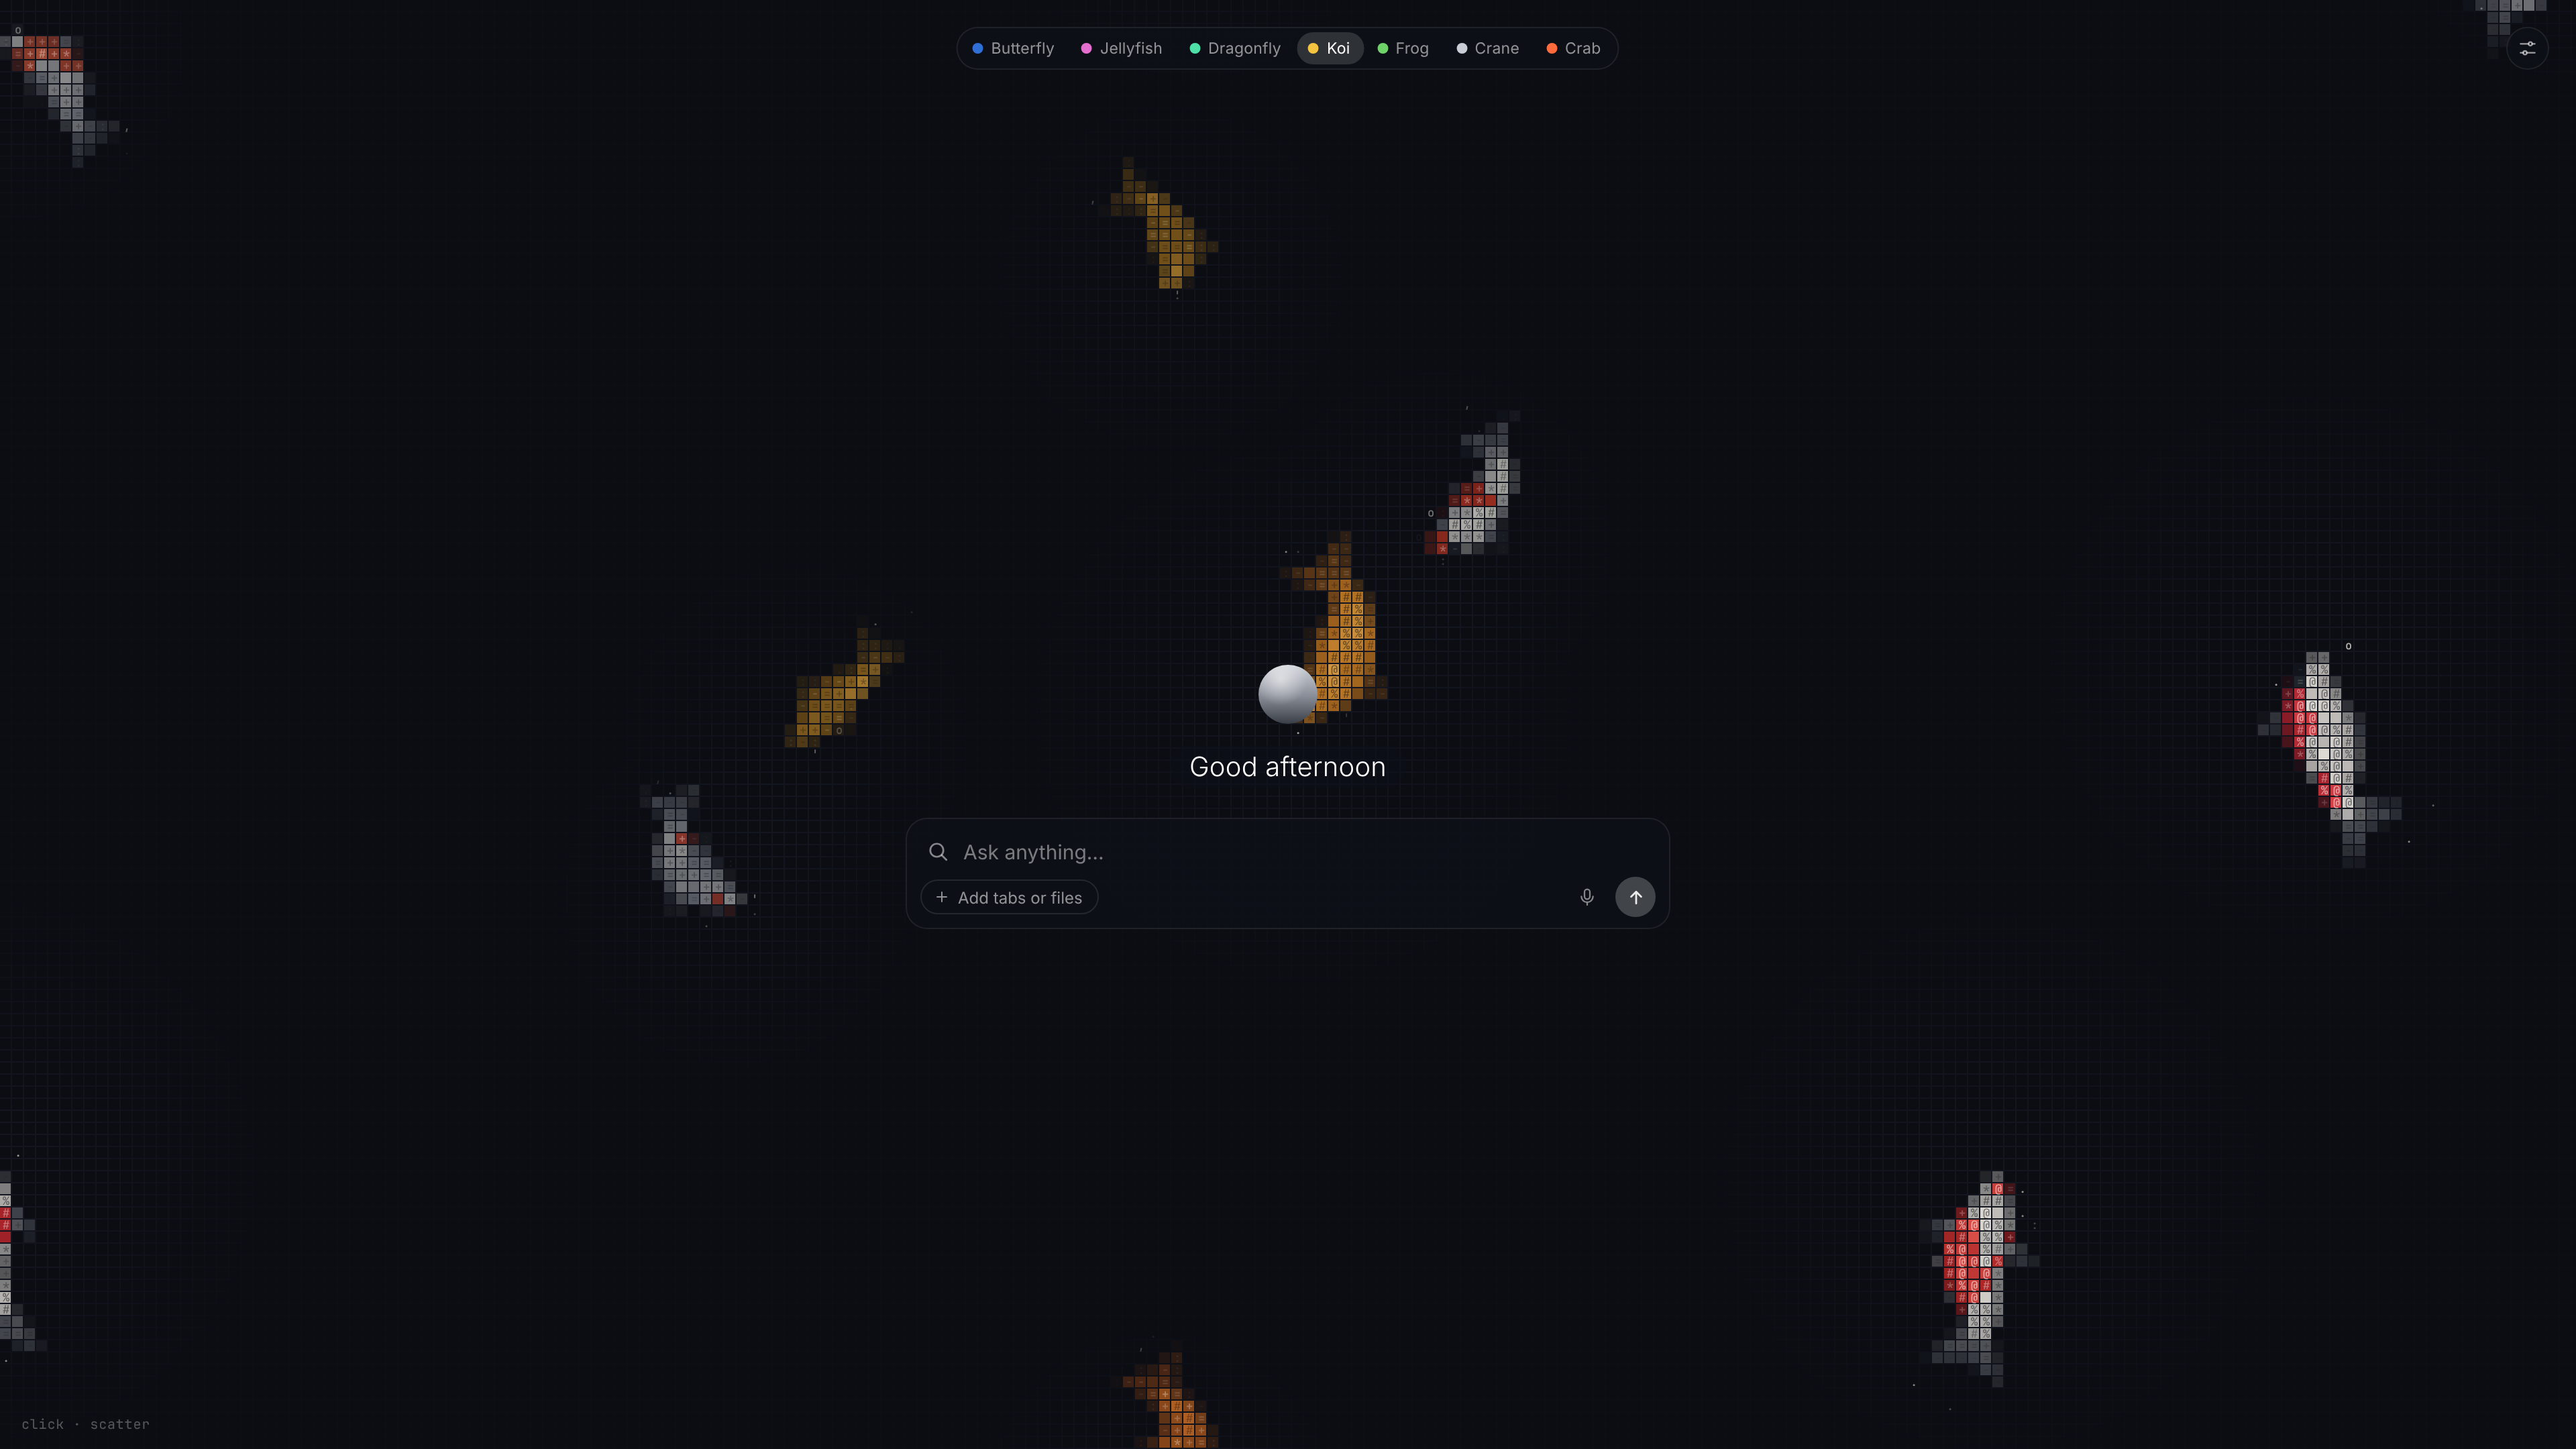 Butterfly
Jellyfish
Dragonfly
Koi
Frog
Crane
Crab
Good afternoon
Ask anything...
+ Add tabs or files
click · scatter